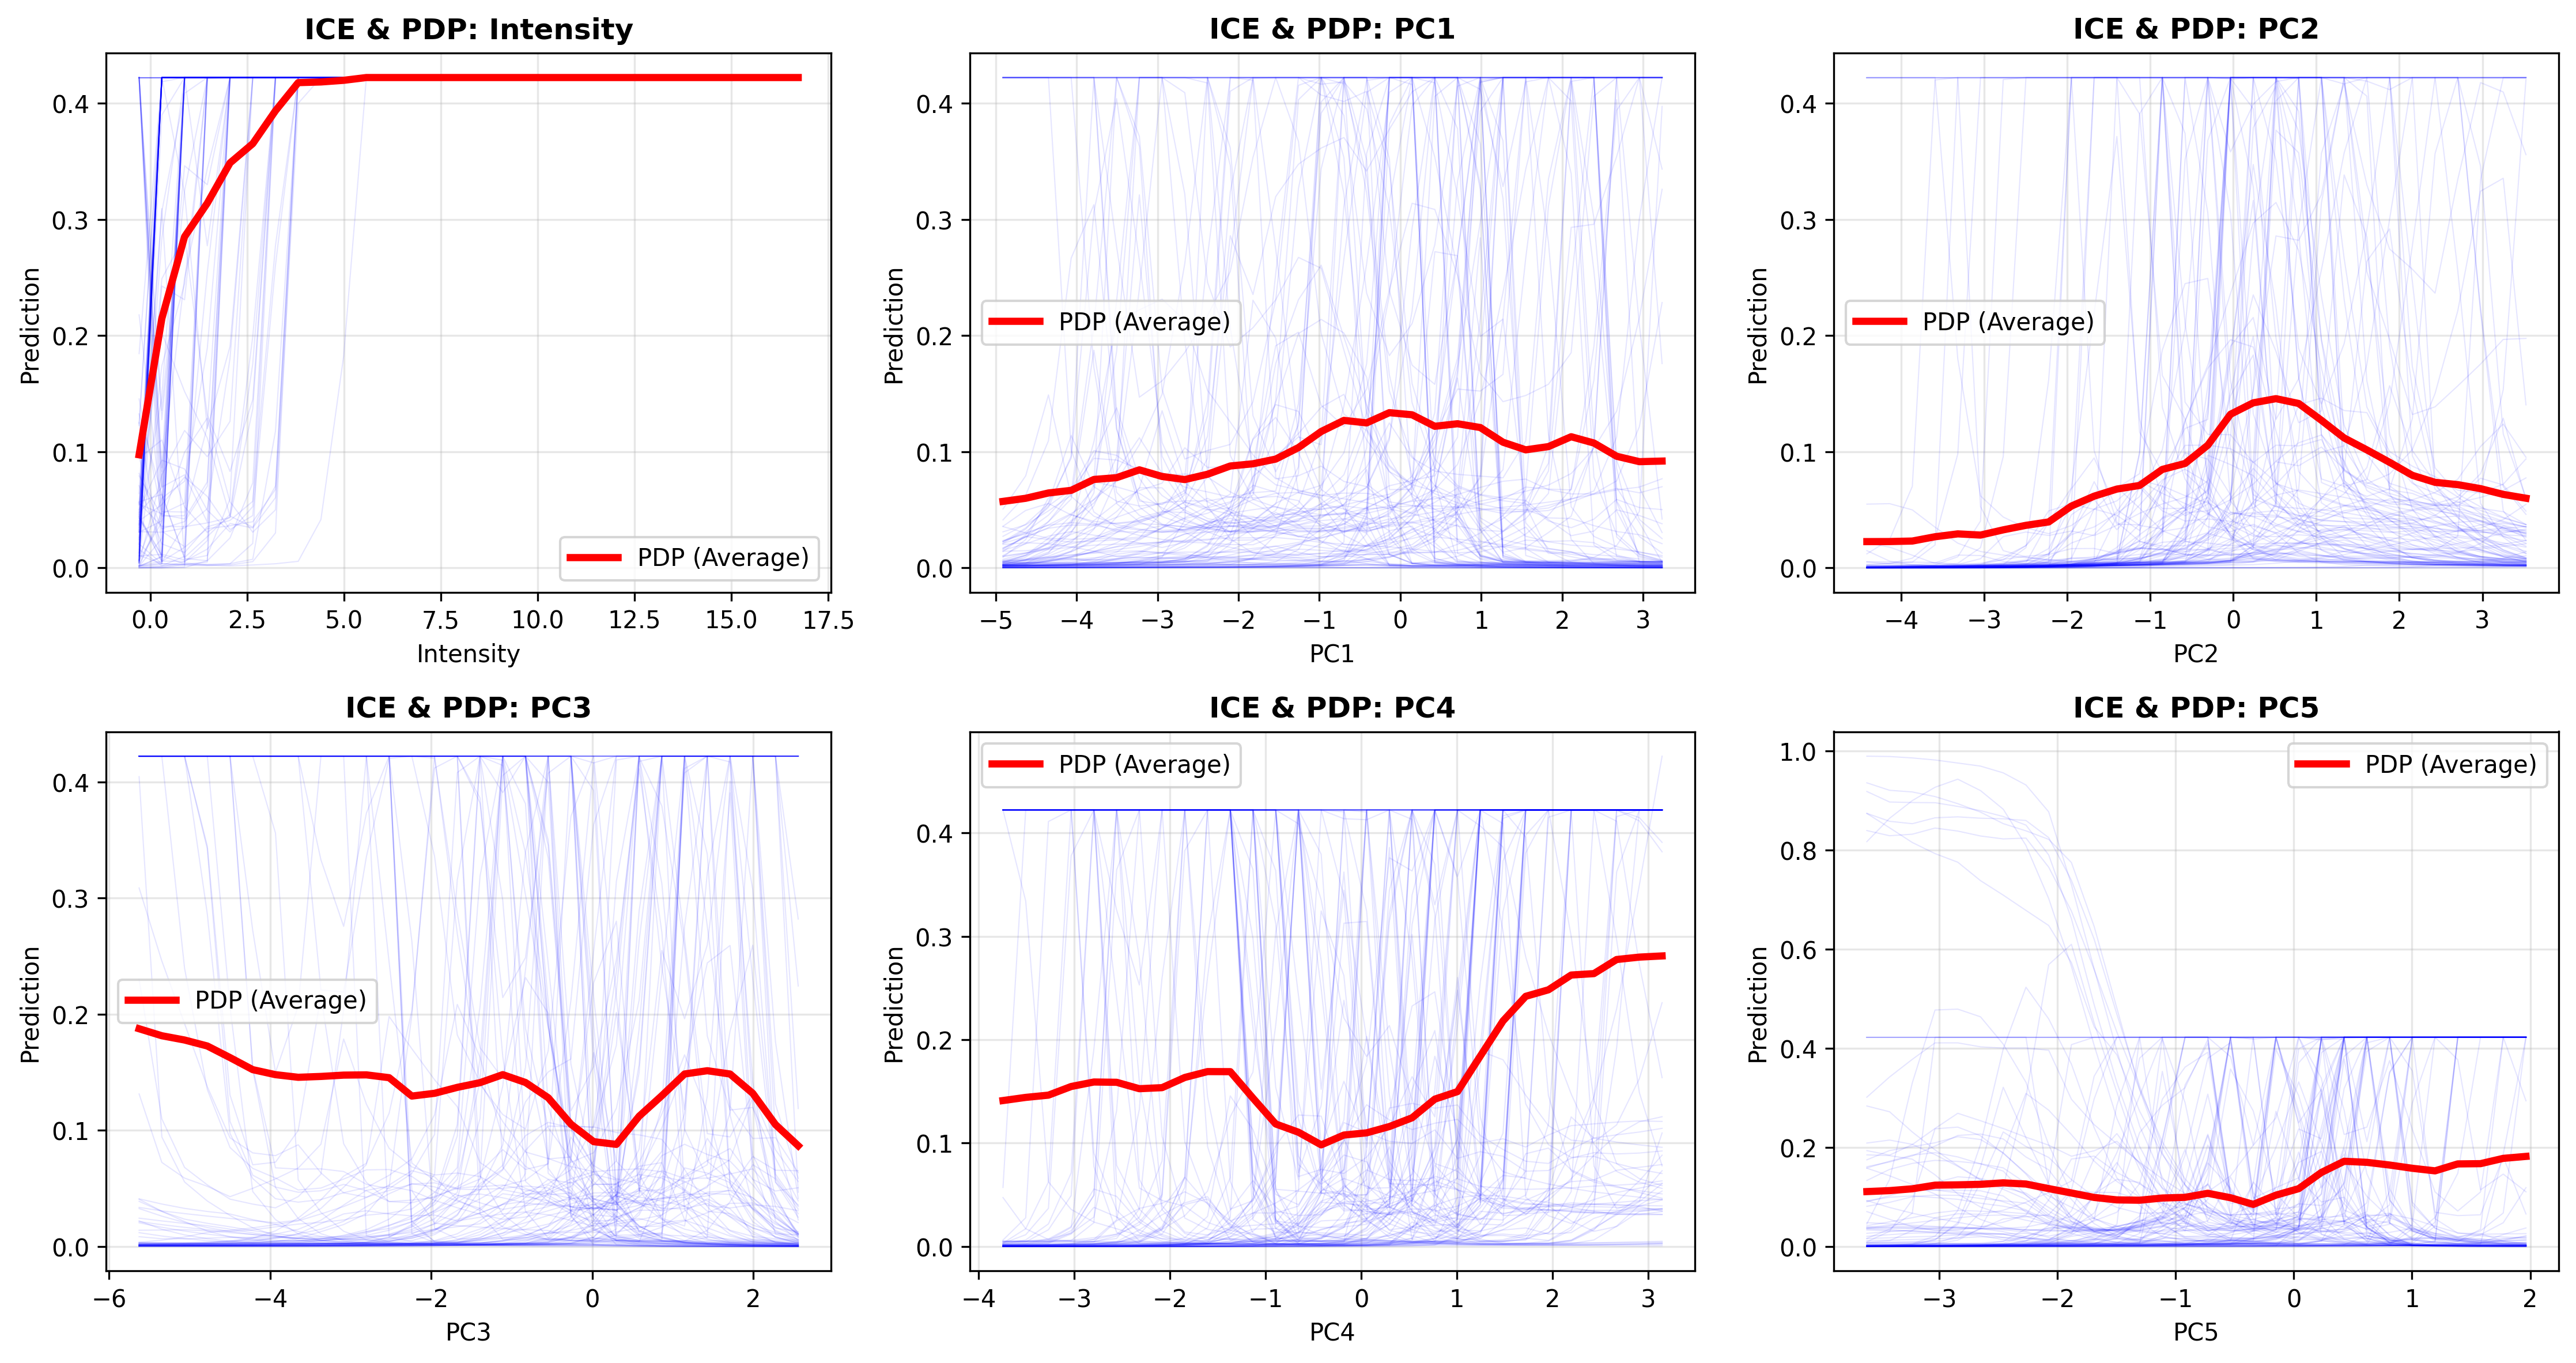 ICE & PDP: Intensity
Prediction
0.4
0.3
0.2
0.1
0.0
PDP (Average)
0.0 2.5 5.0 7.5 10.0 12.5 15.0 17.5
Intensity
ICE & PDP: PC1
Prediction
0.4
0.3
0.2
0.1
0.0
PDP (Average)
−5 −4 −3 −2 −1 0 1 2 3
PC1
ICE & PDP: PC2
Prediction
0.4
0.3
0.2
0.1
0.0
PDP (Average)
−4 −3 −2 −1 0 1 2 3
PC2
ICE & PDP: PC3
Prediction
0.4
0.3
0.2
0.1
0.0
PDP (Average)
−6 −4 −2 0 2
PC3
ICE & PDP: PC4
Prediction
0.4
0.3
0.2
0.1
0.0
PDP (Average)
−4 −3 −2 −1 0 1 2 3
PC4
ICE & PDP: PC5
Prediction
1.0
0.8
0.6
0.4
0.2
0.0
PDP (Average)
−3 −2 −1 0 1 2
PC5